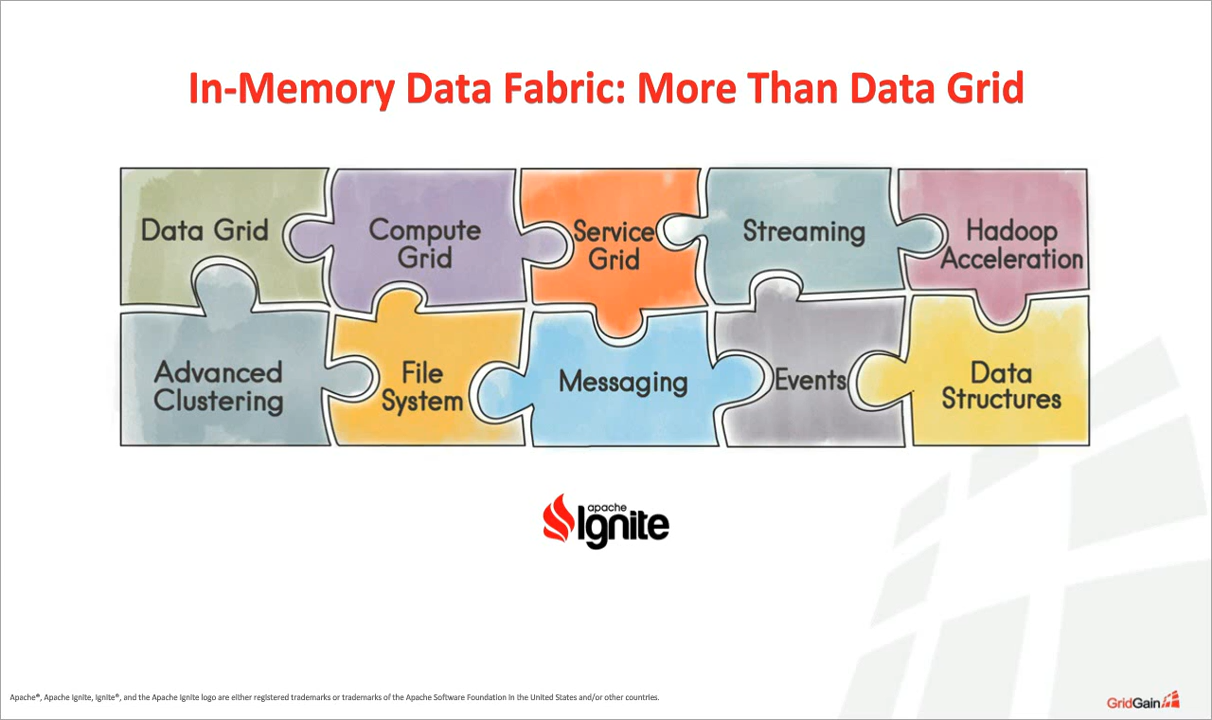 In-Memory Data Fabric: More Than Data Grid
Data Grid
Compute
Grid
Service
Grid
Streaming
Hadoop
Acceleration
Advanced
Clustering
File
System
Messaging
Events
Data
Structures
apache
Ignite
Apache®, Apache Ignite, Ignite®, and the Apache Ignite logo are either registered trademarks or trademarks of the Apache Software Foundation in the United States and/or other countries.
GridGain